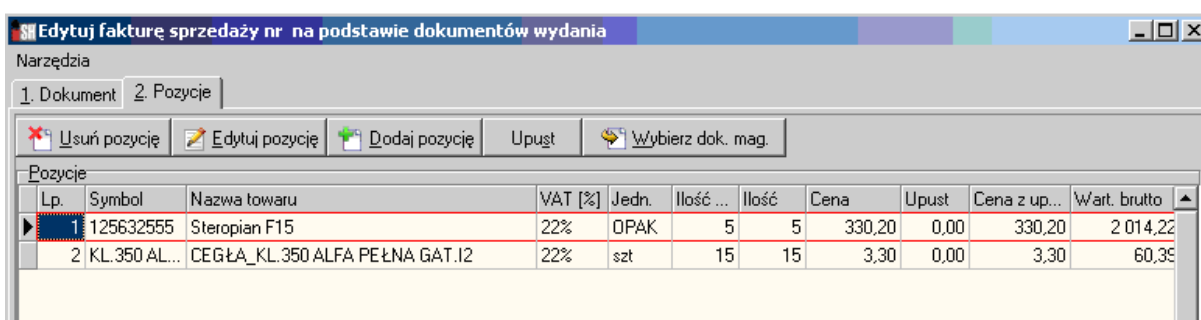 Edytuj fakturę sprzedaży nr na podstawie dokumentów wydania
Narzędzia
1. Dokument 2. Pozycje
Usuń pozycję Edytuj pozycję Dodaj pozycję Upust Wybierz dok. mag.
Pozycje
Lp. Symbol Nazwa towaru VAT [%] Jedn. Ilość ... Ilość Cena Upust Cena z up... Wart. brutto
1 125632555 Steropian F15 22% OPAK 5 5 330,20 0,00 330,20 2 014,22
2 KL.350 AL... CEGŁA_KL.350 ALFA PEŁNA GAT.I2 22% szt 15 15 3,30 0,00 3,30 60,39